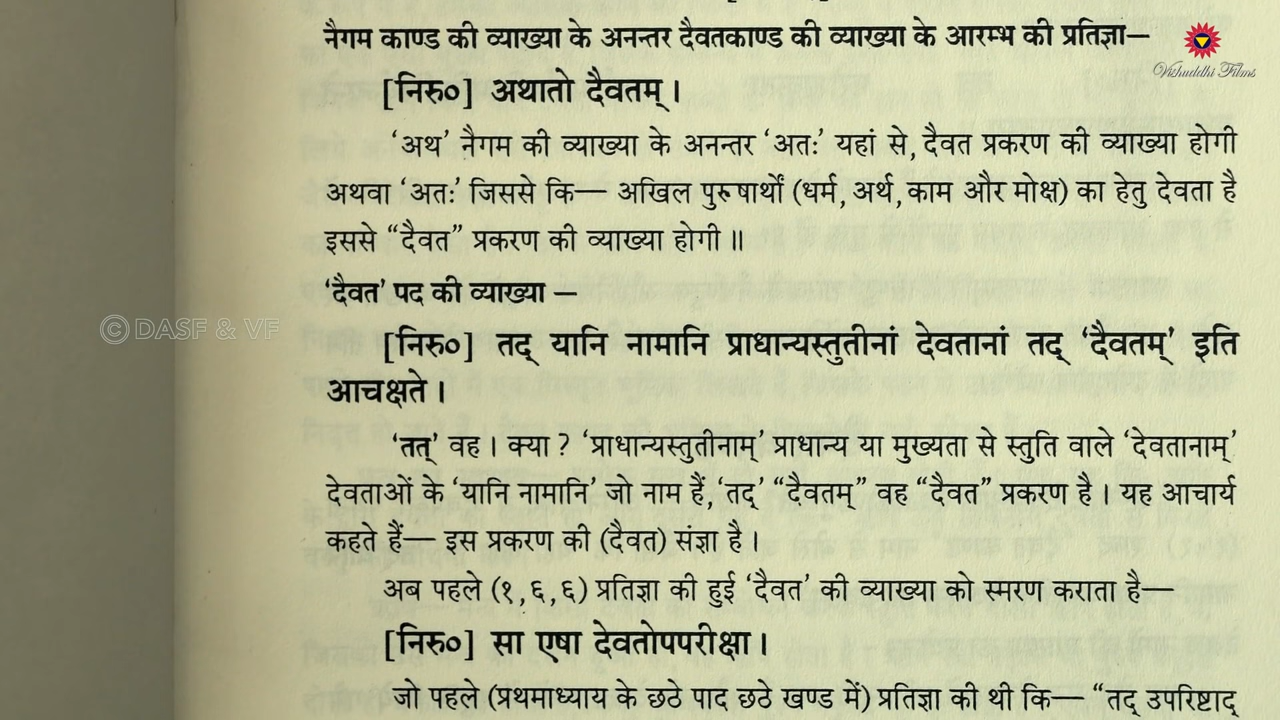 नैगम काण्ड की व्याख्या के अनन्तर दैवतकाण्ड की व्याख्या के आरम्भ की प्रतिज्ञा—
Vishuddhi Films
[निरु०] अथातो दैवतम् ।
‘अथ’ नैगम की व्याख्या के अनन्तर ‘अतः’ यहां से, दैवत प्रकरण की व्याख्या होगी
अथवा ‘अतः’ जिससे कि— अखिल पुरूषार्थों (धर्म, अर्थ, काम और मोक्ष) का हेतु देवता है
इससे “दैवत” प्रकरण की व्याख्या होगी ॥
‘दैवत’ पद की व्याख्या —
© DASF & VF
[निरु०] तद् यानि नामानि प्राधान्यस्तुतीनां देवतानां तद् ‘दैवतम्’ इति
आचक्षते ।
‘तत्’ वह । क्या ? ‘प्राधान्यस्तुतीनाम्’ प्राधान्य या मुख्यता से स्तुति वाले ‘देवतानाम्’
देवताओं के ‘यानि नामानि’ जो नाम हैं, ‘तद्’ “दैवतम्” वह “दैवत” प्रकरण है । यह आचार्य
कहते हैं— इस प्रकरण की (दैवत) संज्ञा है ।
अब पहले (१, ६, ६) प्रतिज्ञा की हुई ‘दैवत’ की व्याख्या को स्मरण कराता है—
[निरु०] सा एषा देवतोपपरीक्षा ।
जो पहले (प्रथमाध्याय के छठे पाद छठे खण्ड में) प्रतिज्ञा की थी कि— “तद् उपरिष्टाद्